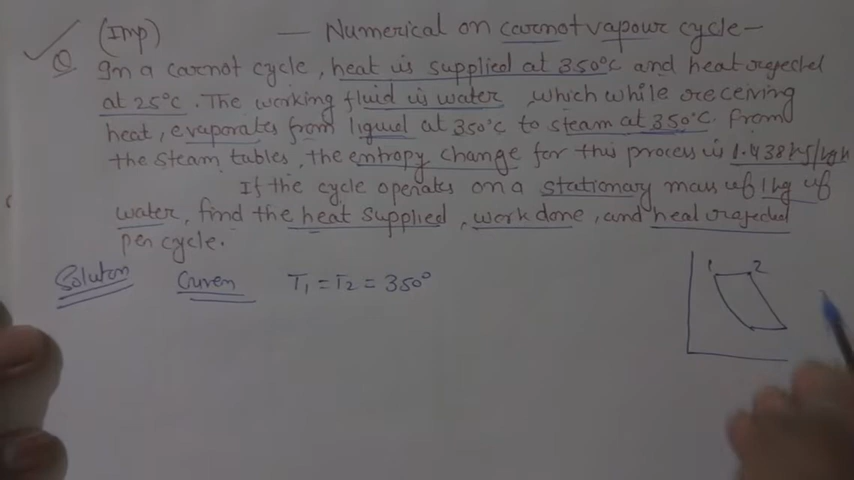 (Imp) — Numerical on carnot vapour cycle —
Q In a carnot cycle, heat is supplied at 350°c and heat rejected
at 25°c. The working fluid is water, which while receiving
heat, evaporates from liquid at 350°c to steam at 350°C. From
the steam tables, the entropy change for this process is 1.438 kJ/kgK
If the cycle operates on a stationary mass of 1kg of
water, find the heat supplied, work done, and heat rejected
per cycle.
Solution Given T₁ = T₂ = 350°
1 2